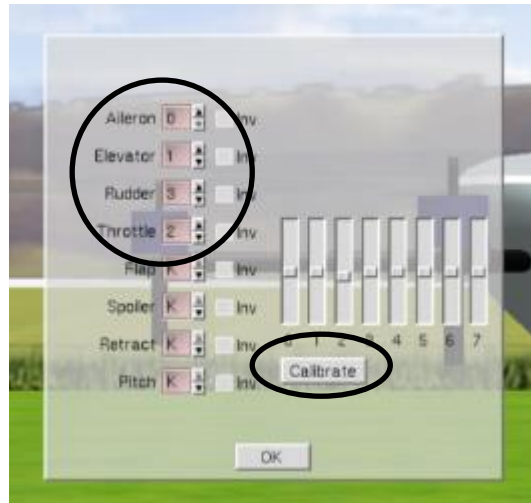 Aileron 0 Inv
Elevator 1 Inv
Rudder 3 Inv
Throttle 2 Inv
Flap K Inv
Spoiler K Inv
Retract K Inv
Pitch K Inv
0 1 2 3 4 5 6 7
Calibrate
OK